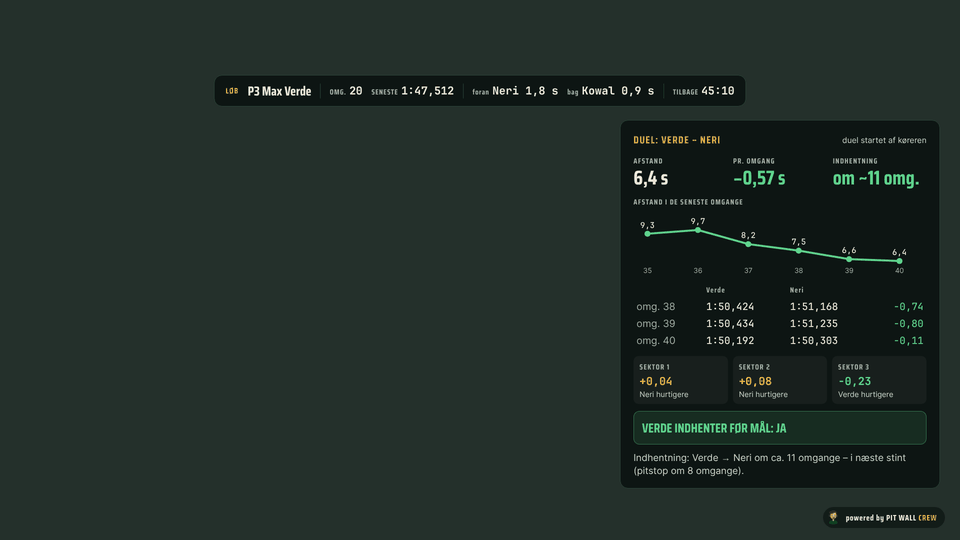 LØB P3 Max Verde OMG. 20 SENESTE 1:47,512 foran Neri 1,8 s bag Kowal 0,9 s TILBAGE 45:10
DUEL: VERDE – NERI duel startet af køreren
AFSTAND PR. OMGANG INDHENTNING
6,4 s −0,57 s om ~11 omg.
AFSTAND I DE SENESTE OMGANGE
9,3 9,7 8,2 7,5 6,6 6,4
35 36 37 38 39 40
Verde Neri
omg. 38 1:50,424 1:51,168 -0,74
omg. 39 1:50,434 1:51,235 -0,80
omg. 40 1:50,192 1:50,303 -0,11
SEKTOR 1 SEKTOR 2 SEKTOR 3
+0,04 +0,08 -0,23
Neri hurtigere Neri hurtigere Verde hurtigere
VERDE INDHENTER FØR MÅL: JA
Indhentning: Verde → Neri om ca. 11 omgange – i næste stint
(pitstop om 8 omgange).
powered by PIT WALL CREW